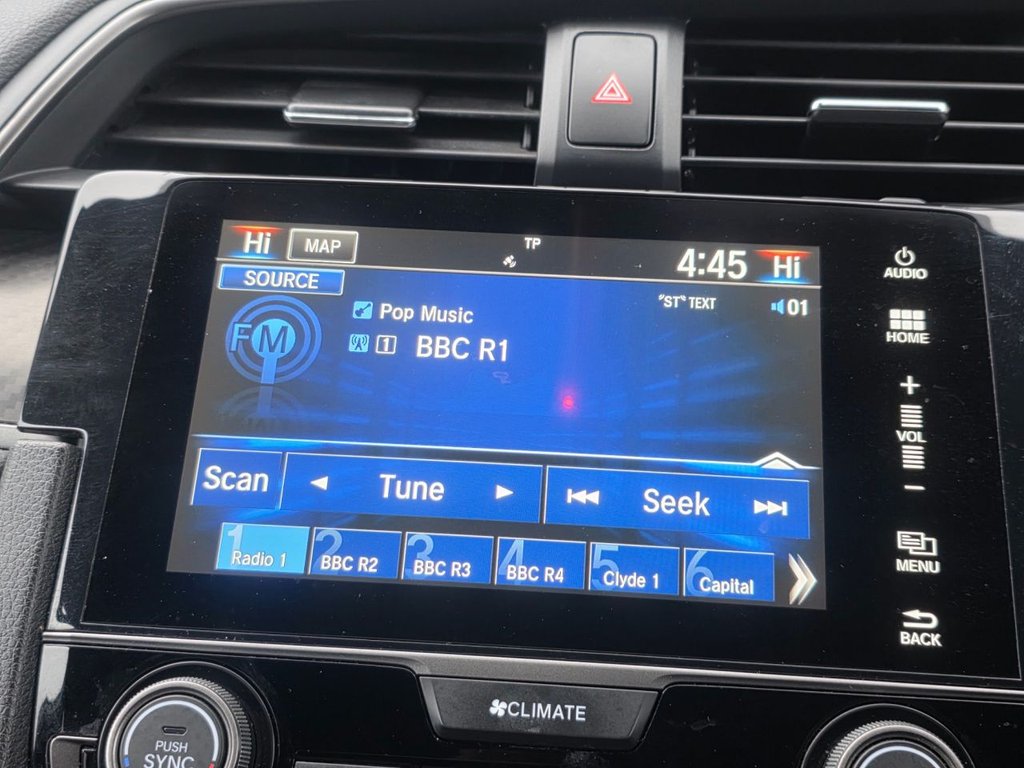 Hi MAP TP 4:45 Hi
AUDIO
SOURCE
Pop Music "ST" TEXT 01
FM
1 BBC R1
HOME
+
VOL
-
Scan Tune Seek
1 Radio 1 2 BBC R2 3 BBC R3 4 BBC R4 5 Clyde 1 6 Capital
MENU
BACK
CLIMATE
PUSH
SYNC